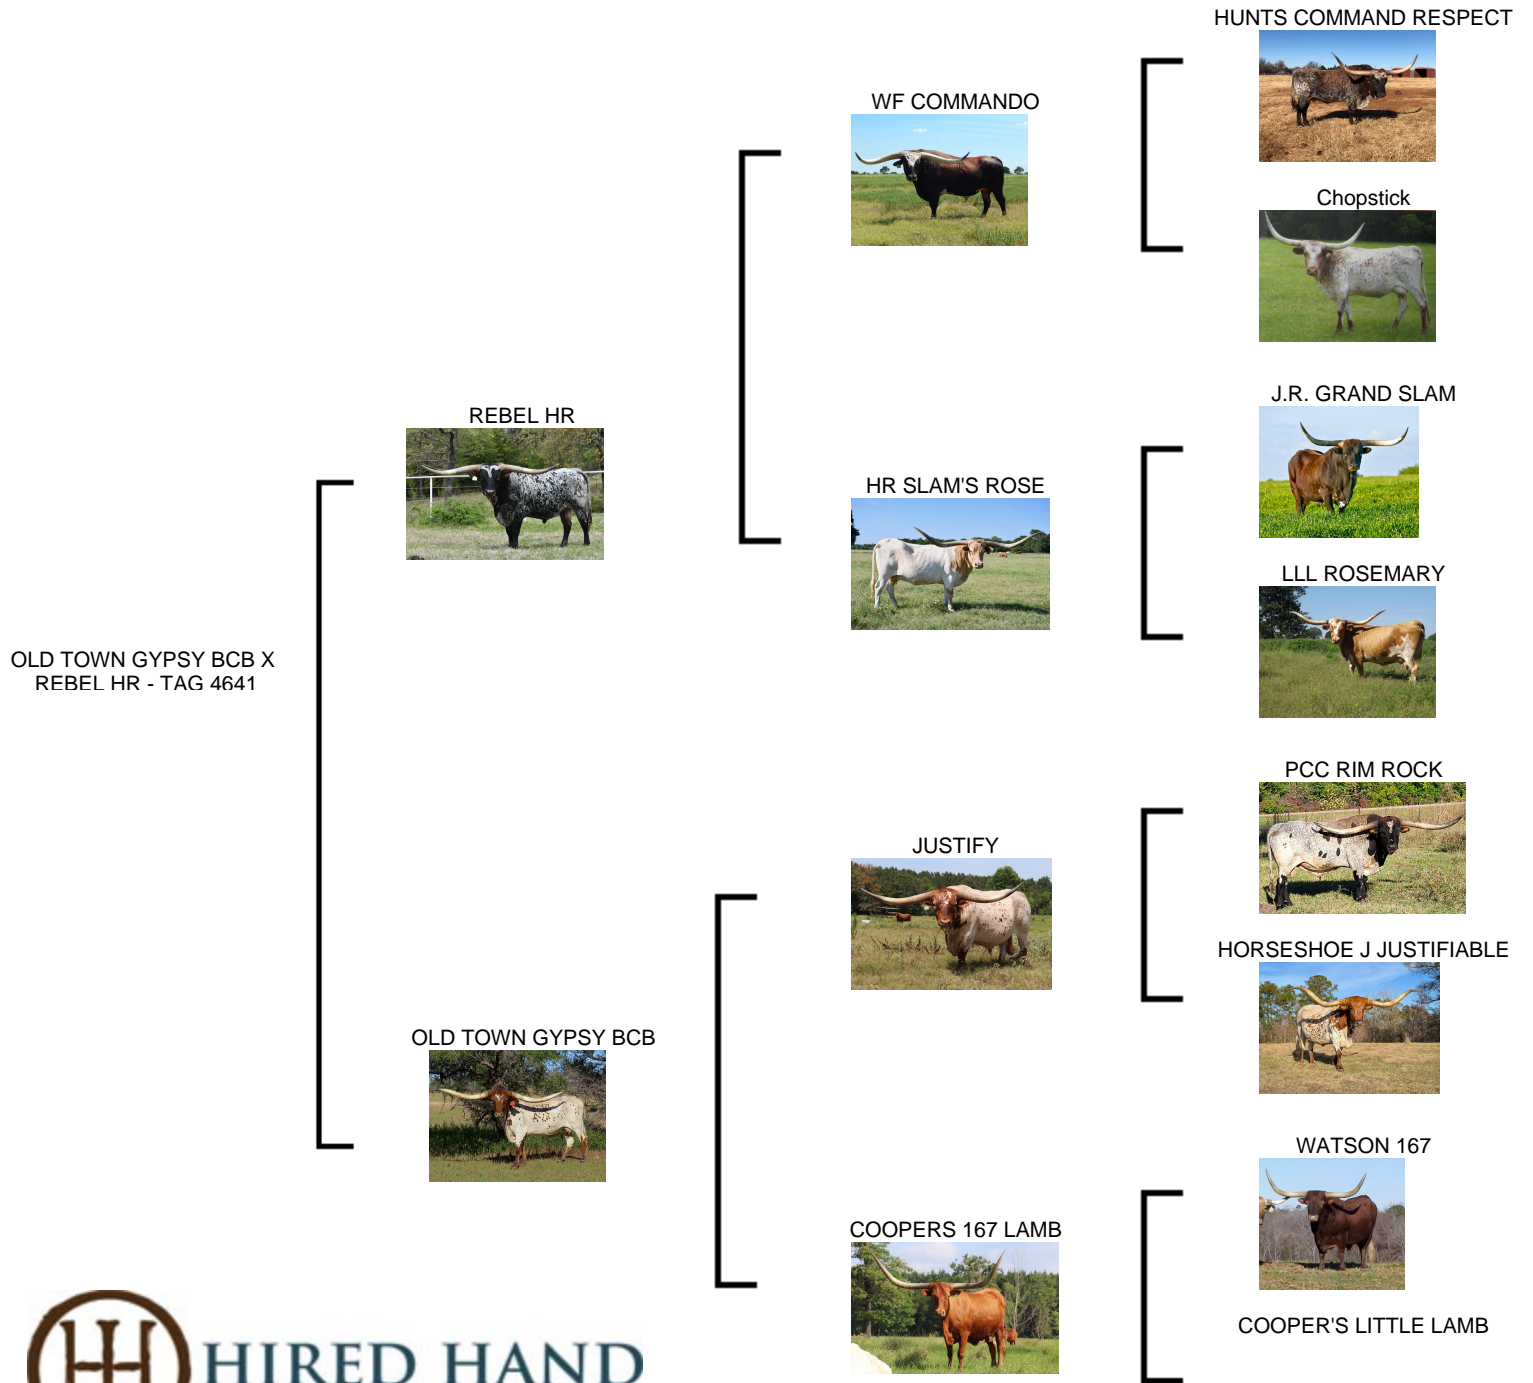 HUNTS COMMAND RESPECT
WF COMMANDO
Chopstick
J.R. GRAND SLAM
REBEL HR
HR SLAM'S ROSE
LLL ROSEMARY
OLD TOWN GYPSY BCB X
REBEL HR - TAG 4641
PCC RIM ROCK
JUSTIFY
HORSESHOE J JUSTIFIABLE
OLD TOWN GYPSY BCB
WATSON 167
COOPERS 167 LAMB
COOPER'S LITTLE LAMB
HIRED HAND